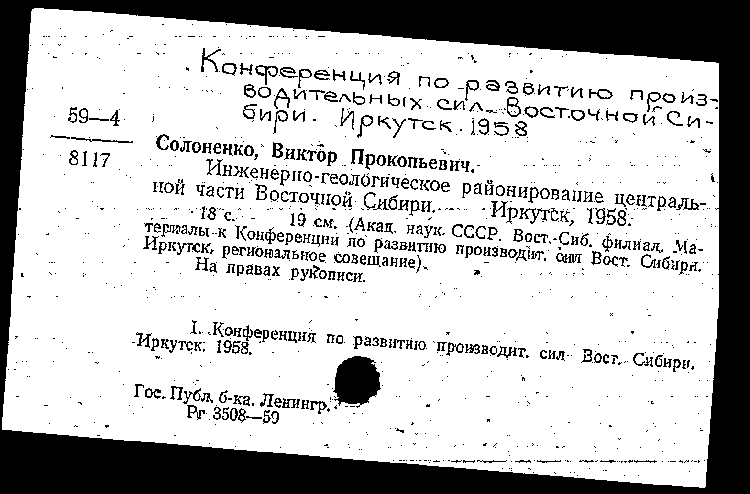 Конференция по развитию произ-
водительных сил Восточной Си-
бири. Иркутск. 1958
59—4
8117
Солоненко, Виктор Прокопьевич.
Инженерно-геологическое районирование централь-
ной части Восточной Сибири. Иркутск, 1958.
18 с. 19 см. (Акад. наук СССР. Вост.-Сиб. филиал. Ма-
териалы к Конференции по развитию производит. сил Вост. Сибири.
Иркутск, региональное совещание).
На правах рукописи.
I. Конференция по развитию производит. сил Вост. Сибири.
Иркутск. 1958.
Гос. Публ. б-ка. Ленингр.
Рг 3508—59